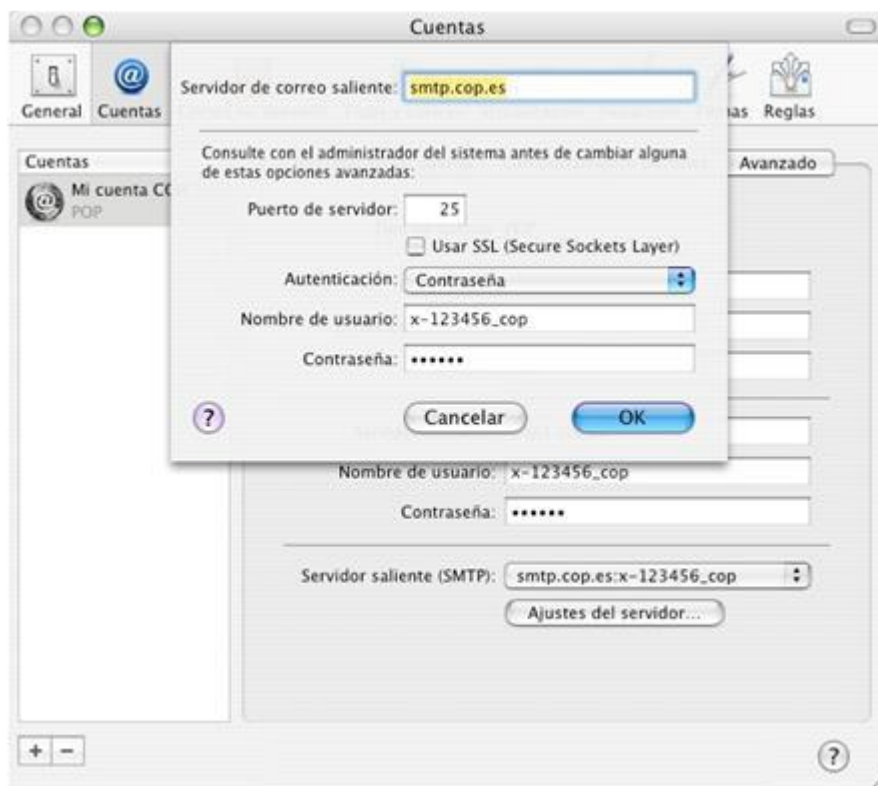 Cuentas
General Cuentas Reglas
Servidor de correo saliente: smtp.cop.es
Consulte con el administrador del sistema antes de cambiar alguna
de estas opciones avanzadas:
Puerto de servidor: 25
Usar SSL (Secure Sockets Layer)
Autenticación: Contraseña
Nombre de usuario: x-123456_cop
Contraseña: ••••••
? Cancelar OK
Cuentas
Mi cuenta
POP
Avanzado
Nombre de usuario: x-123456_cop
Contraseña: ••••••
Servidor saliente (SMTP): smtp.cop.es:x-123456_cop
Ajustes del servidor...
+ − ?